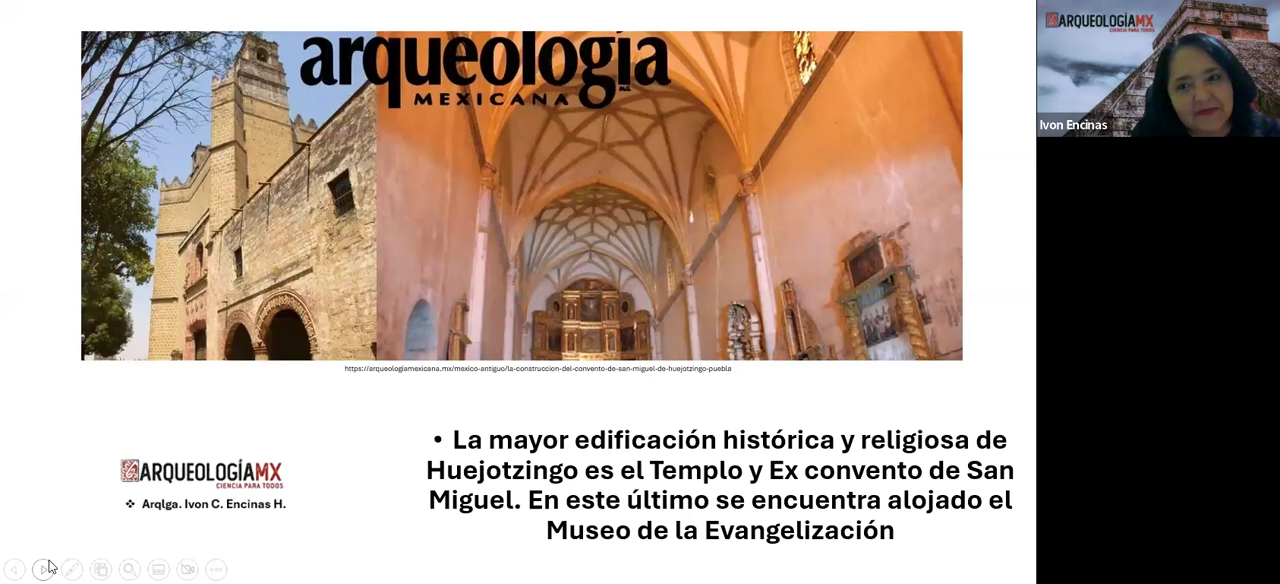 arqueología
MEXICANA
https://arqueologiamexicana.mx/mexico-antiguo/la-construccion-del-convento-de-san-miguel-de-huejotzingo-puebla
• La mayor edificación histórica y religiosa de
Huejotzingo es el Templo y Ex convento de San
Miguel. En este último se encuentra alojado el
Museo de la Evangelización
ARQUEOLOGÍAMX
CIENCIA PARA TODOS
❖ Arqlga. Ivon C. Encinas H.
ARQUEOLOGÍAMX
CIENCIA PARA TODOS
Ivon Encinas